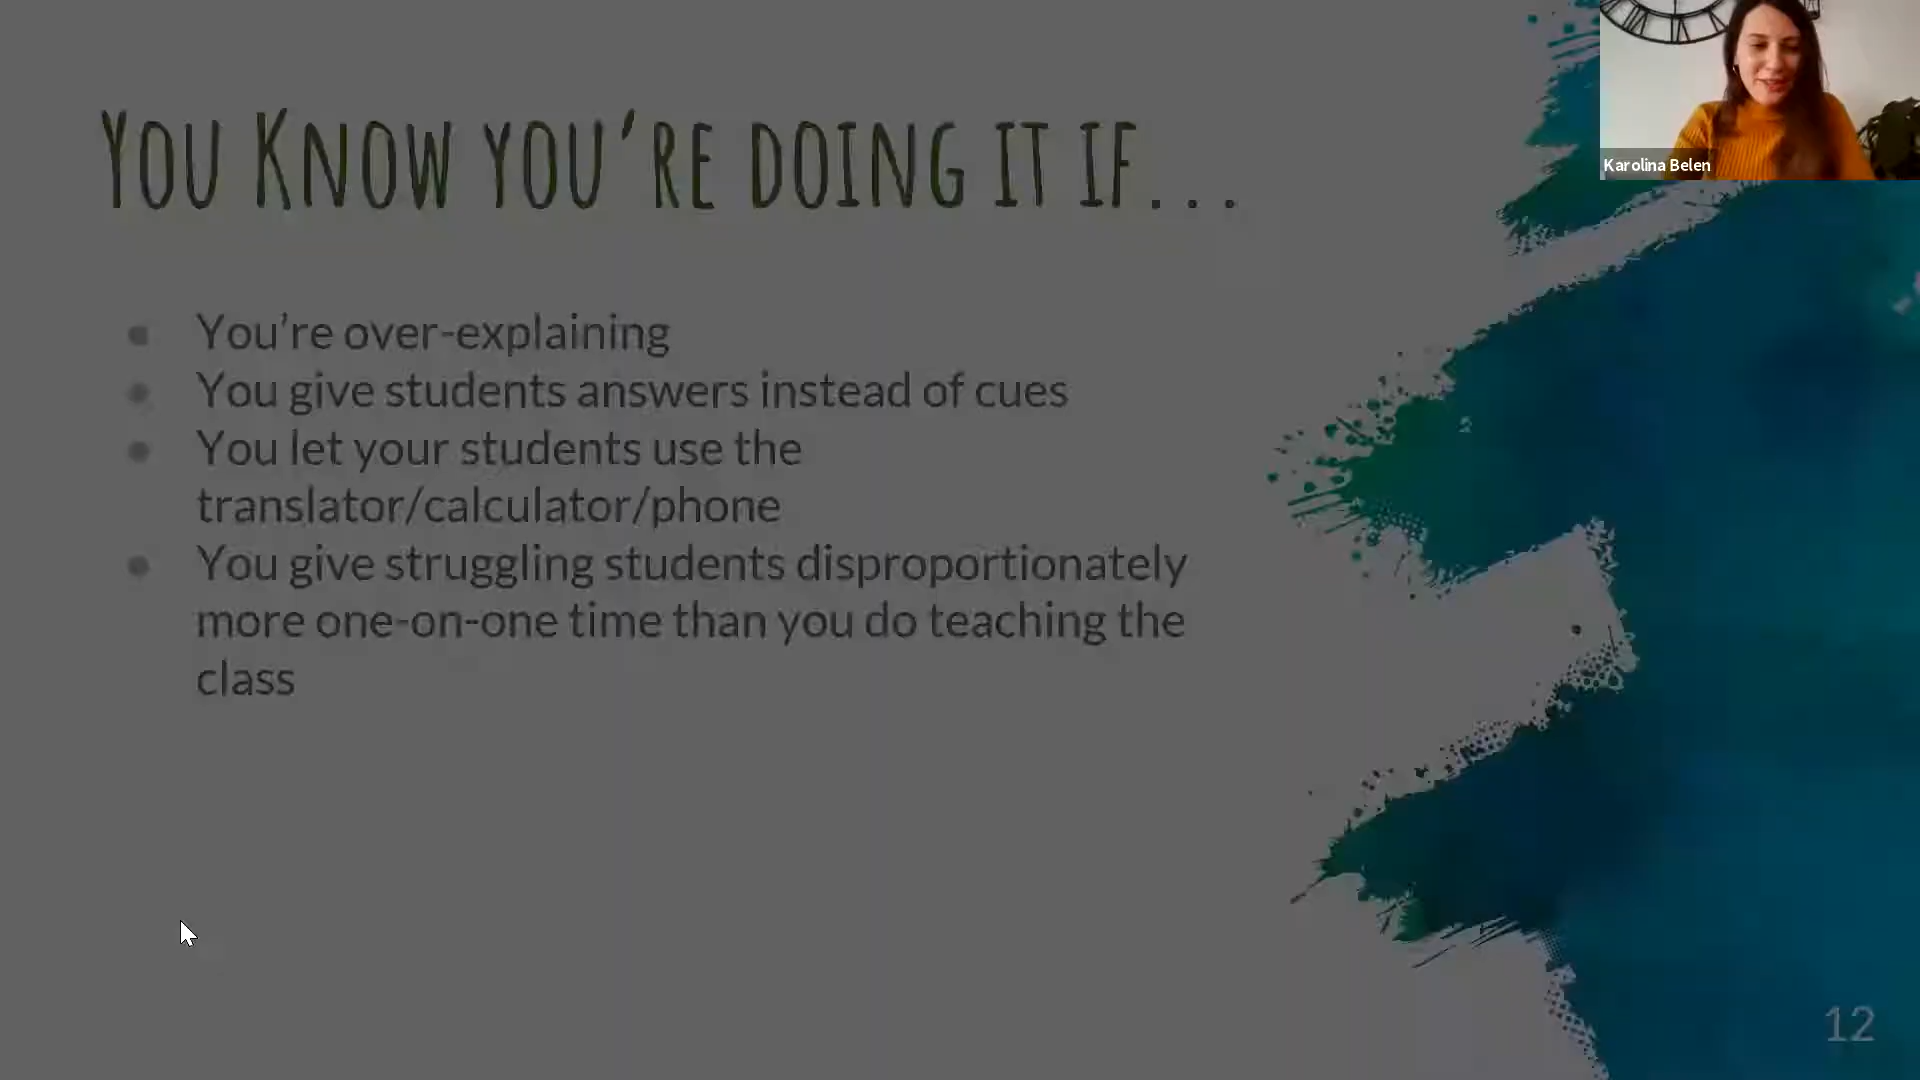 Karolina Belen
You Know you’re doing it if...
● You’re over-explaining
● You give students answers instead of cues
● You let your students use the
translator/calculator/phone
● You give struggling students disproportionately
more one-on-one time than you do teaching the
class
12